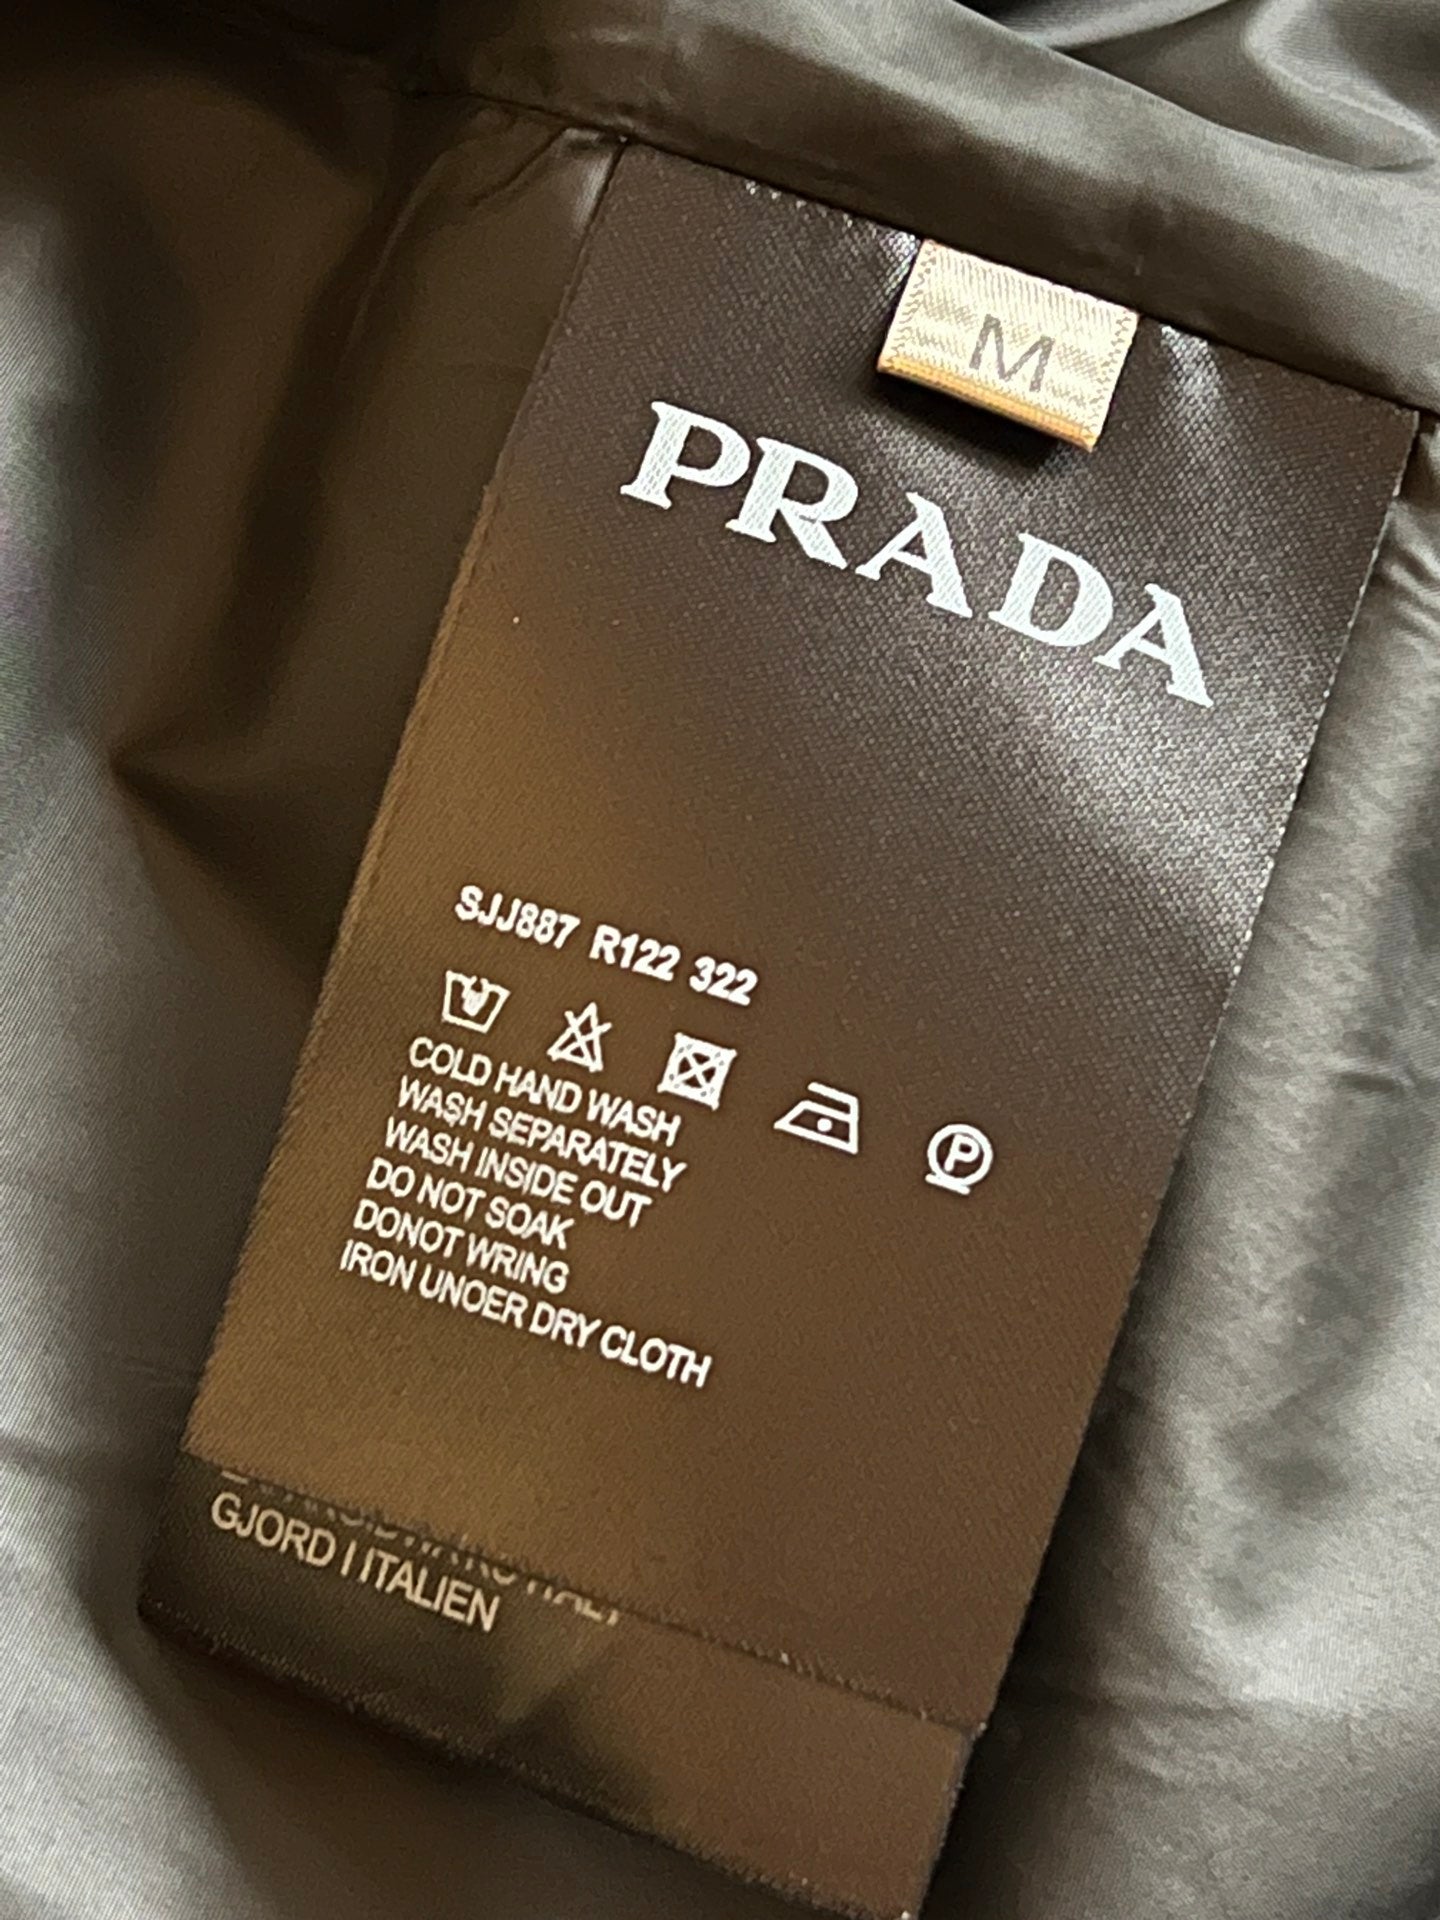 M
PRADA
SJJ887 R122 322
P
COLD HAND WASH
WASH SEPARATELY
WASH INSIDE OUT
DO NOT SOAK
DONOT WRING
IRON UNOER DRY CLOTH
GJORD I ITALIEN